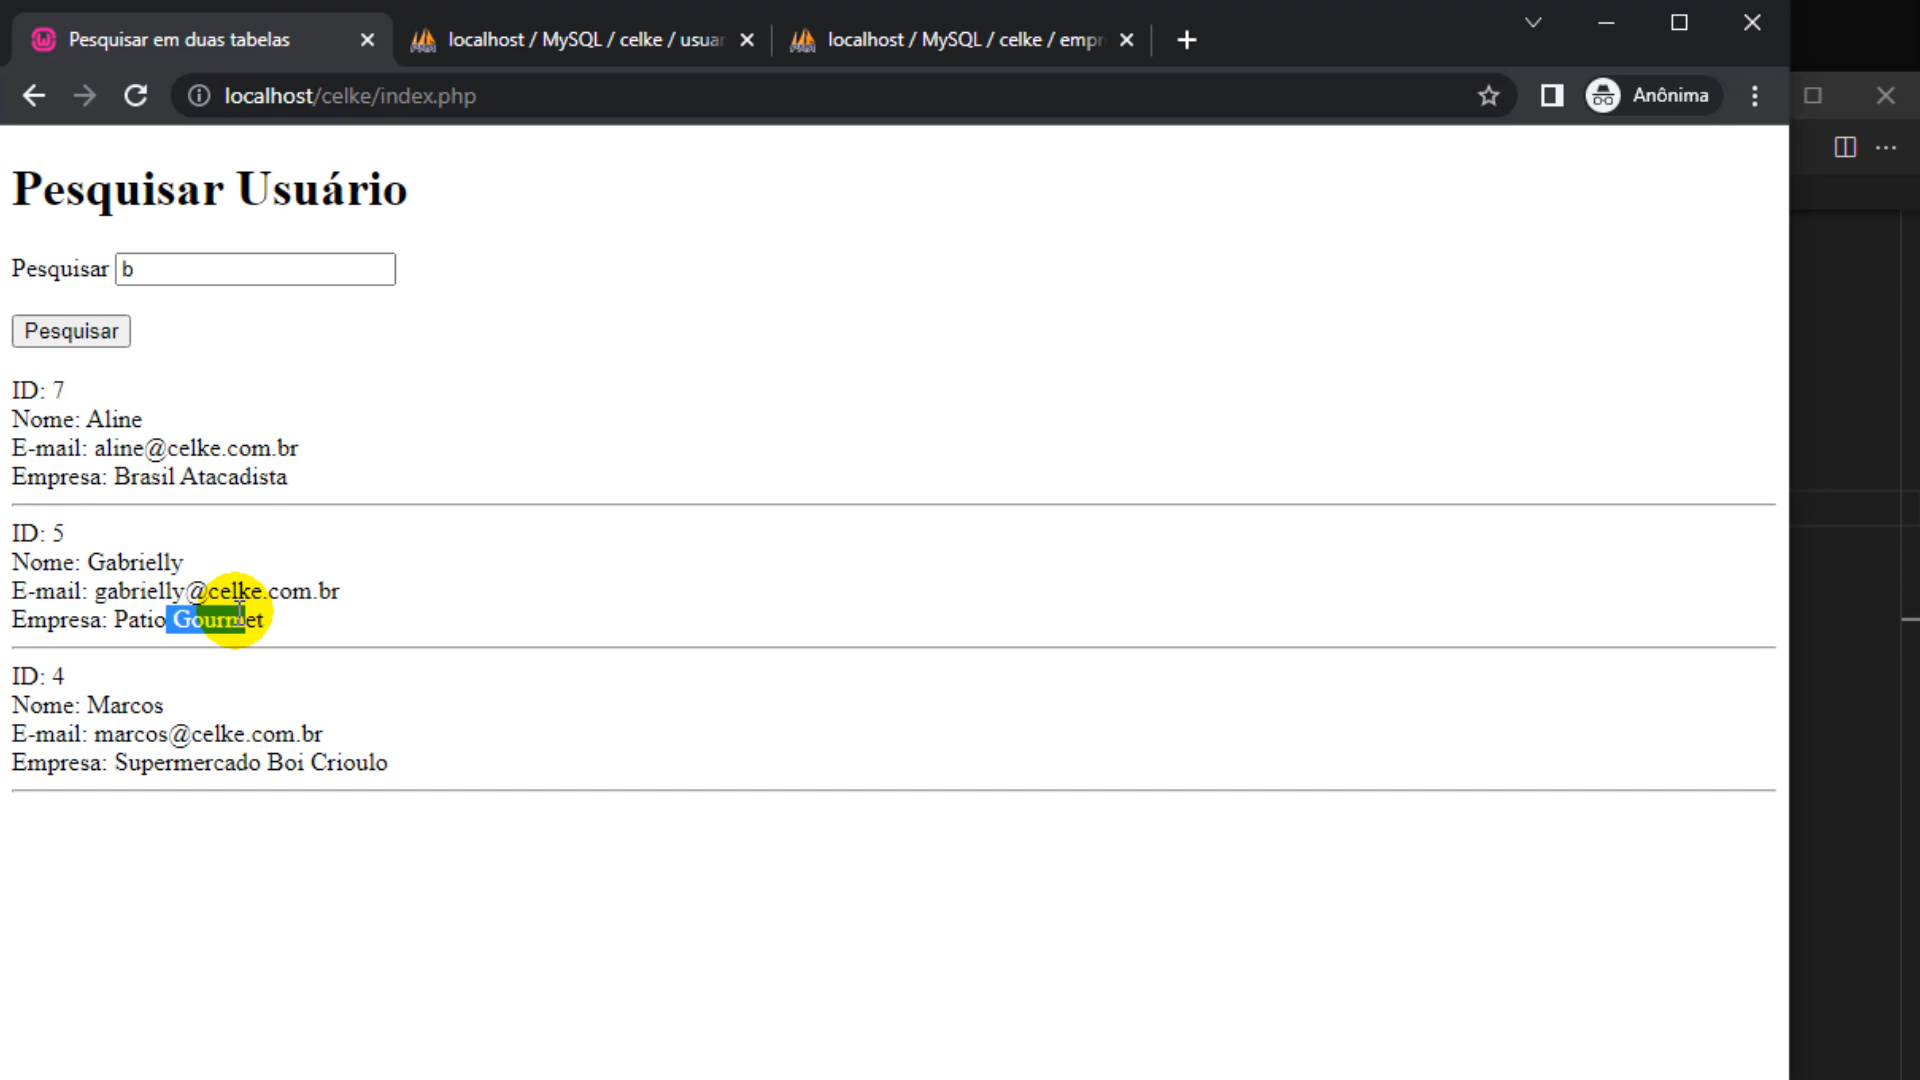 Pesquisar em duas tabelas
localhost / MySQL / celke / usuar
localhost / MySQL / celke / empr
localhost/celke/index.php
Anônima
Pesquisar Usuário
Pesquisar b
Pesquisar
ID: 7
Nome: Aline
E-mail: aline@celke.com.br
Empresa: Brasil Atacadista
ID: 5
Nome: Gabrielly
E-mail: gabrielly@celke.com.br
Empresa: Patio Gourmet
ID: 4
Nome: Marcos
E-mail: marcos@celke.com.br
Empresa: Supermercado Boi Crioulo